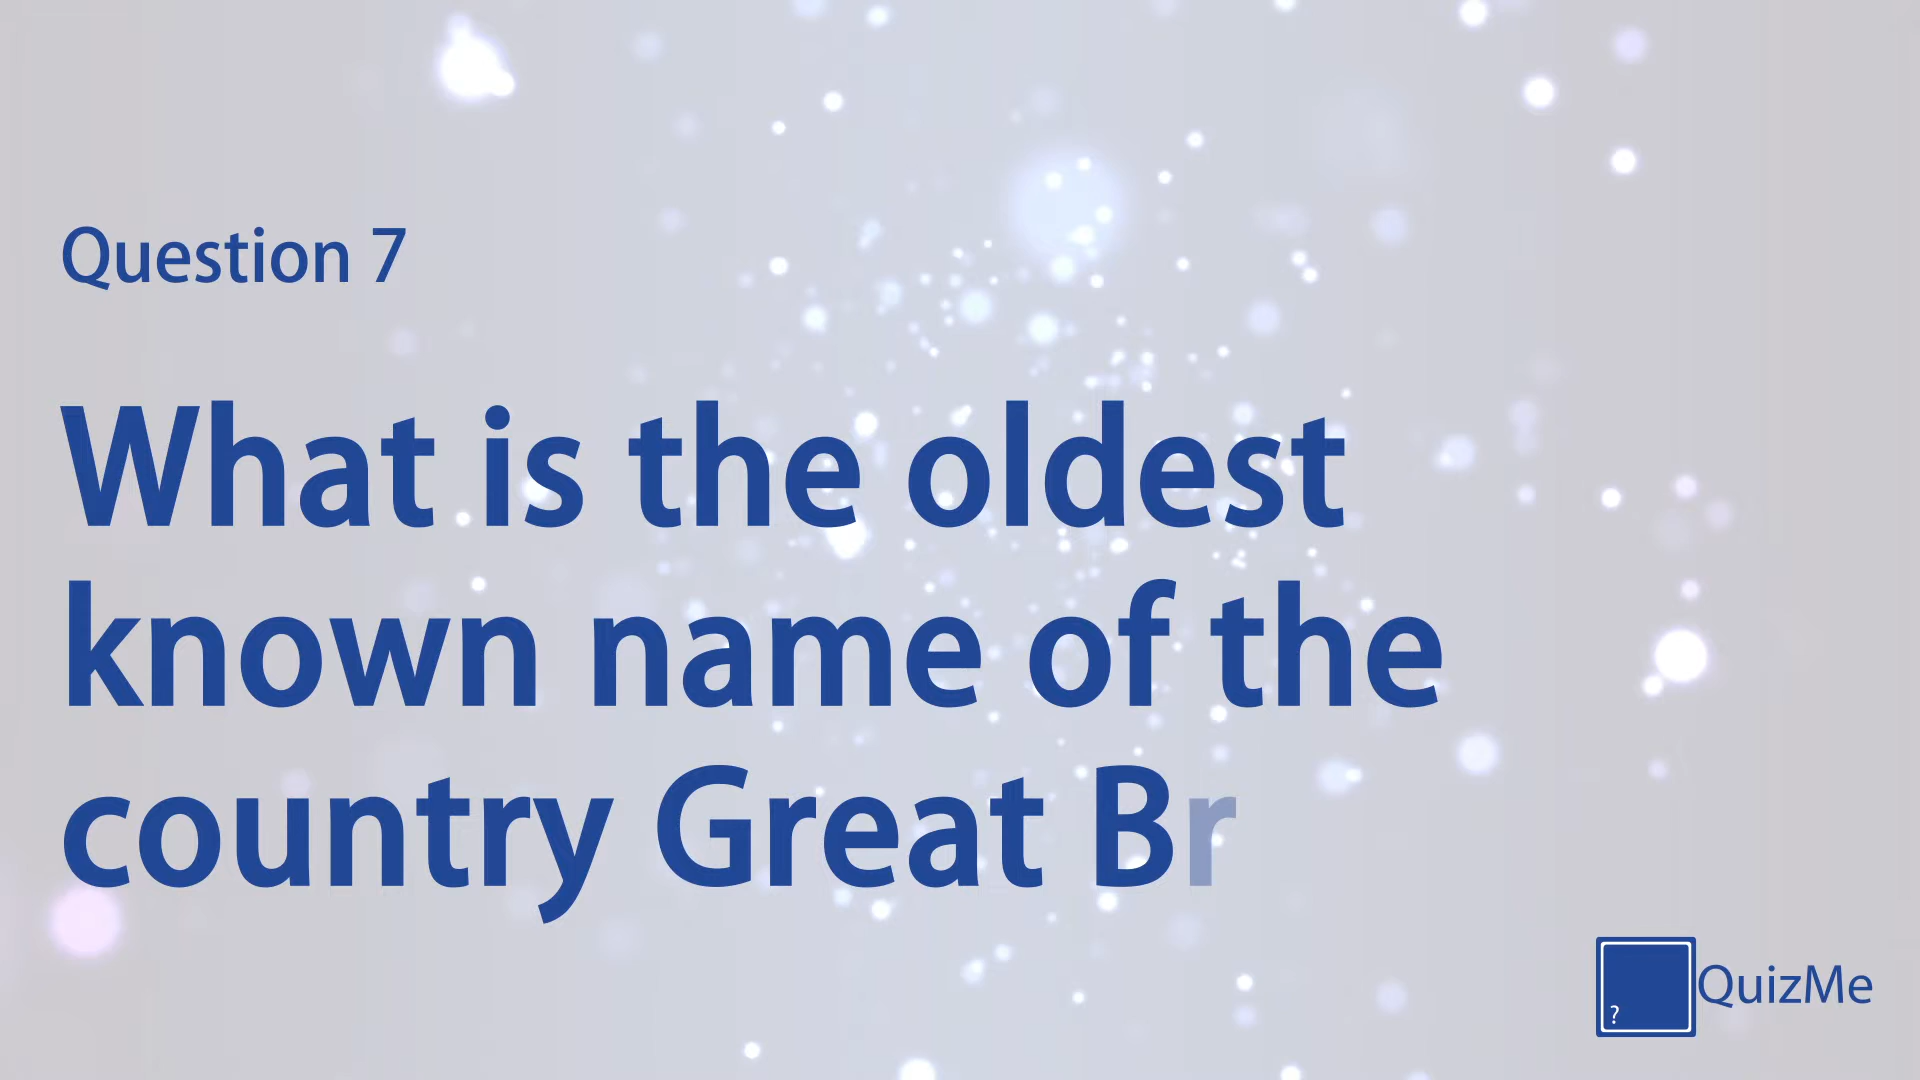 Question 7
What is the oldest
known name of the
country Great Br
?
QuizMe